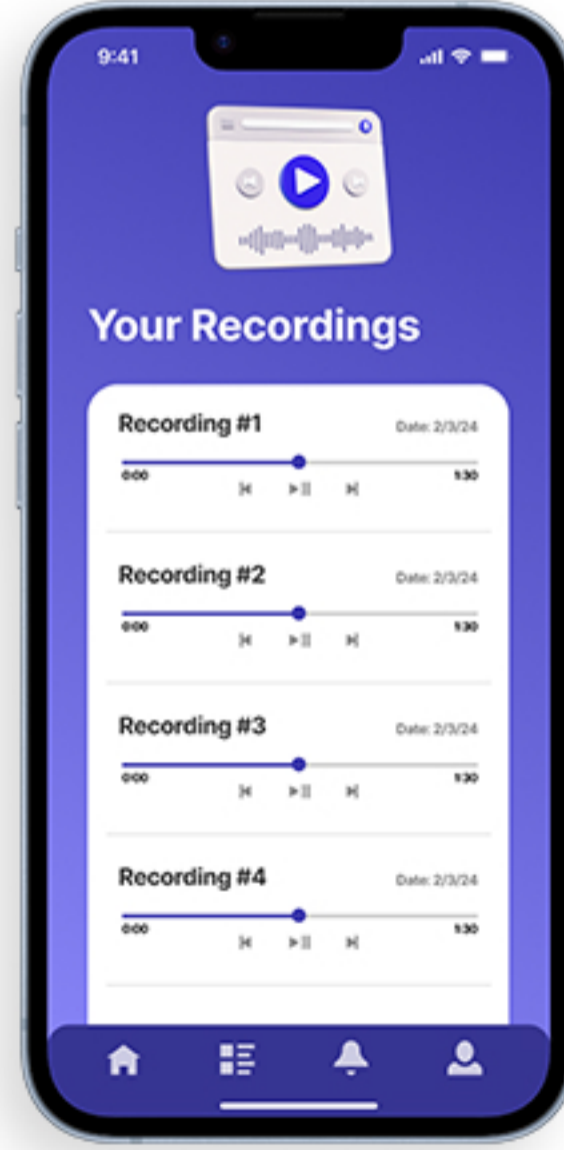 9:41
Your Recordings
Recording #1 Date: 2/3/24
0:00 1:30
Recording #2 Date: 2/3/24
0:00 1:30
Recording #3 Date: 2/3/24
0:00 1:30
Recording #4 Date: 2/3/24
0:00 1:30